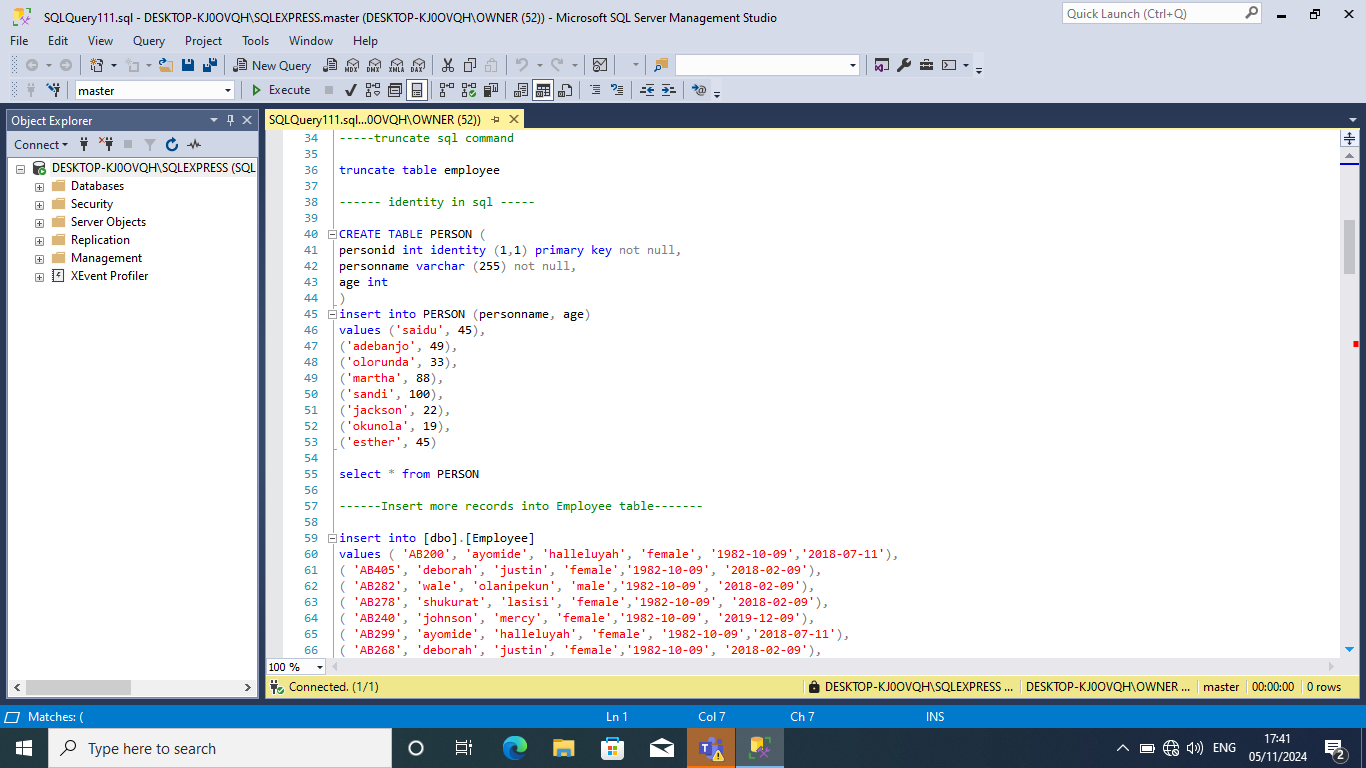 SQLQuery111.sql - DESKTOP-KJ0OVQH\SQLEXPRESS.master (DESKTOP-KJ0OVQH\OWNER (52)) - Microsoft SQL Server Management Studio
Quick Launch (Ctrl+Q)
File Edit View Query Project Tools Window Help
New Query
MDX DMX XMLA DAX
master
Execute
Object Explorer
Connect
DESKTOP-KJ0OVQH\SQLEXPRESS (SQL
Databases
Security
Server Objects
Replication
Management
XEvent Profiler
SQLQuery111.sql...0OVQH\OWNER (52))
34 -----truncate sql command
35
36 truncate table employee
37
38 ------ identity in sql -----
39
40 CREATE TABLE PERSON (
41 personid int identity (1,1) primary key not null,
42 personname varchar (255) not null,
43 age int
44 )
45 insert into PERSON (personname, age)
46 values ('saidu', 45),
47 ('adebanjo', 49),
48 ('olorunda', 33),
49 ('martha', 88),
50 ('sandi', 100),
51 ('jackson', 22),
52 ('okunola', 19),
53 ('esther', 45)
54
55 select * from PERSON
56
57 ------Insert more records into Employee table-------
58
59 insert into [dbo].[Employee]
60 values ( 'AB200', 'ayomide', 'halleluyah', 'female', '1982-10-09','2018-07-11'),
61 ( 'AB405', 'deborah', 'justin', 'female','1982-10-09', '2018-02-09'),
62 ( 'AB282', 'wale', 'olanipekun', 'male','1982-10-09', '2018-02-09'),
63 ( 'AB278', 'shukurat', 'lasisi', 'female','1982-10-09', '2018-02-09'),
64 ( 'AB240', 'johnson', 'mercy', 'female','1982-10-09', '2019-12-09'),
65 ( 'AB299', 'ayomide', 'halleluyah', 'female', '1982-10-09','2018-07-11'),
66 ( 'AB268', 'deborah', 'justin', 'female','1982-10-09', '2018-02-09'),
100 %
Connected. (1/1)
DESKTOP-KJ0OVQH\SQLEXPRESS ... DESKTOP-KJ0OVQH\OWNER ... master 00:00:00 0 rows
Matches: ( Ln 1 Col 7 Ch 7 INS
Type here to search
ENG
17:41
05/11/2024
2